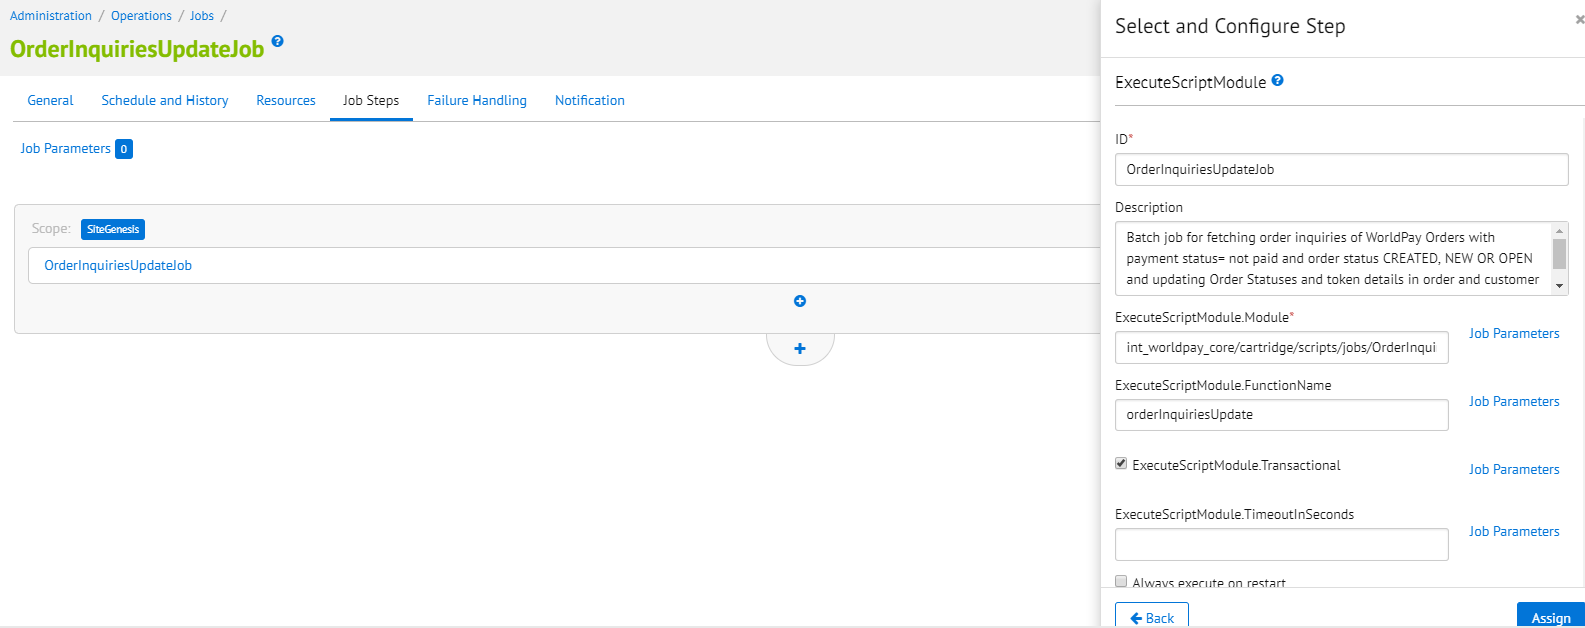 Administration / Operations / Jobs /
OrderInquiriesUpdateJob ?
General Schedule and History Resources Job Steps Failure Handling Notification
Job Parameters 0
Scope: SiteGenesis
OrderInquiriesUpdateJob
Select and Configure Step
ExecuteScriptModule ?
ID*
OrderInquiriesUpdateJob
Description
Batch job for fetching order inquiries of WorldPay Orders with
payment status= not paid and order status CREATED, NEW OR OPEN
and updating Order Statuses and token details in order and customer
ExecuteScriptModule.Module*
int_worldpay_core/cartridge/scripts/jobs/OrderInqui Job Parameters
ExecuteScriptModule.FunctionName
orderInquiriesUpdate Job Parameters
ExecuteScriptModule.Transactional Job Parameters
ExecuteScriptModule.TimeoutInSeconds
Job Parameters
Always execute on restart
Back Assign